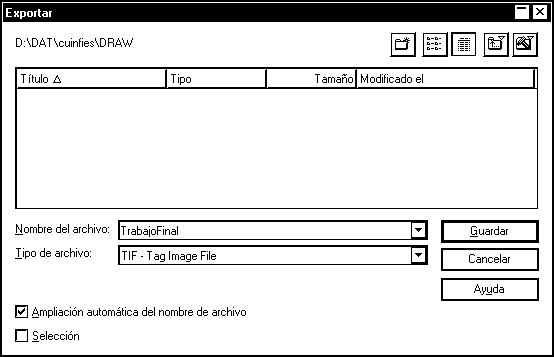 Exportar
D:\DAT\cuinfies\DRAW
Título Tipo Tamaño Modificado el
Nombre del archivo: TrabajoFinal Guardar
Tipo de archivo: TIF - Tag Image File Cancelar
Ayuda
Ampliación automática del nombre de archivo
Selección